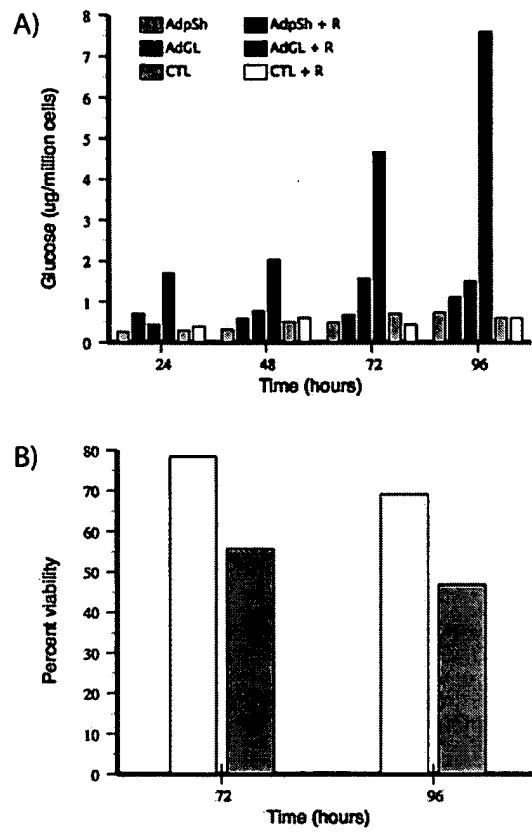 A)
AdpSh AdpSh + R
AdGL AdGL + R
CTL CTL + R
Glucose (ug/million cells)
8
7
6
5
4
3
2
1
0
24 48 72 96
Time (hours)
B)
Percent viability
80
70
60
50
40
30
20
10
0
72 96
Time (hours)